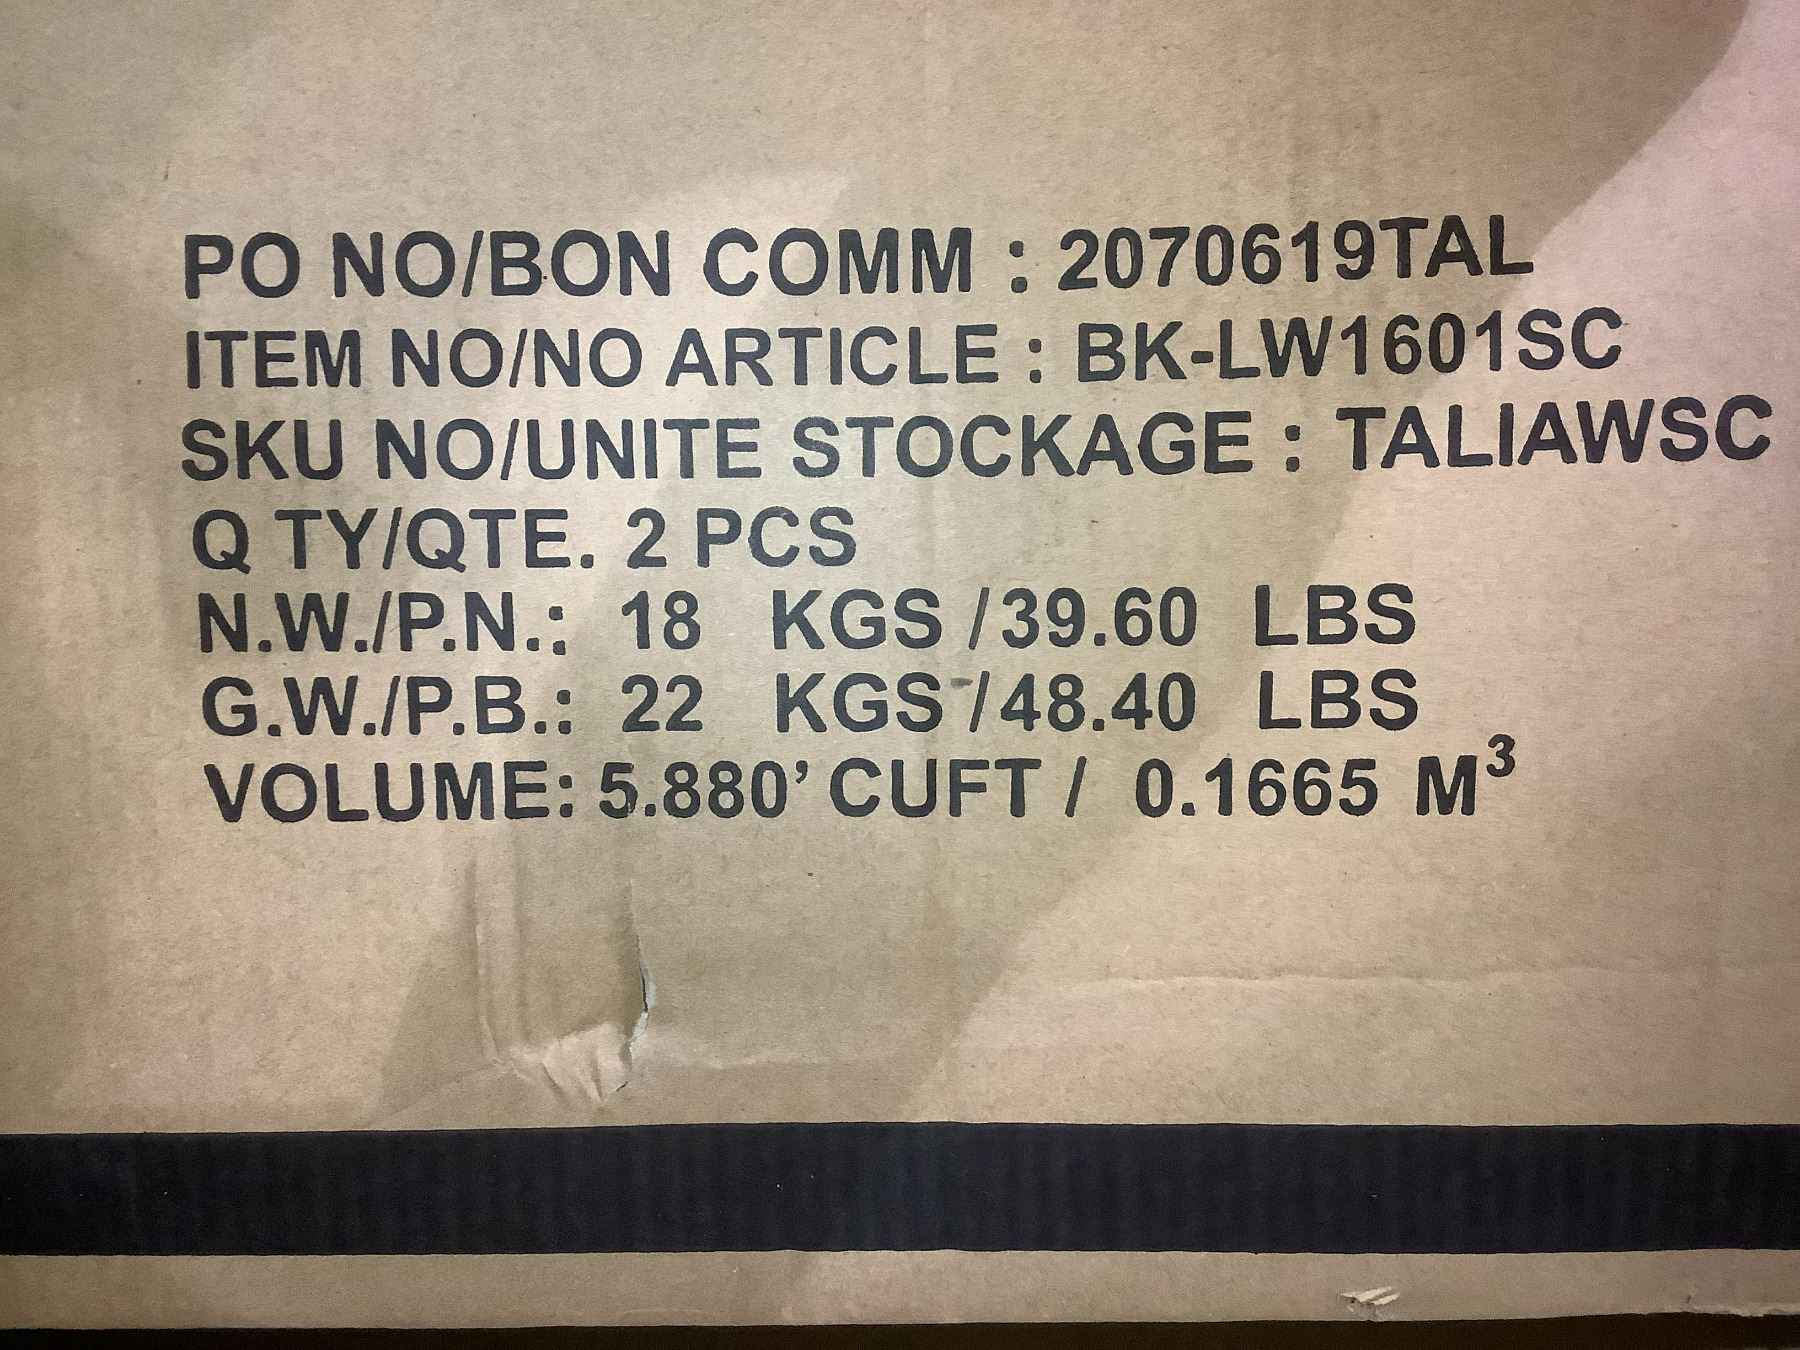 PO NO/BON COMM : 2070619TAL
ITEM NO/NO ARTICLE : BK-LW1601SC
SKU NO/UNITE STOCKAGE : TALIAWSC
Q TY/QTE. 2 PCS
N.W./P.N.: 18 KGS /39.60 LBS
G.W./P.B.: 22 KGS /48.40 LBS
VOLUME: 5.880’ CUFT / 0.1665 M³